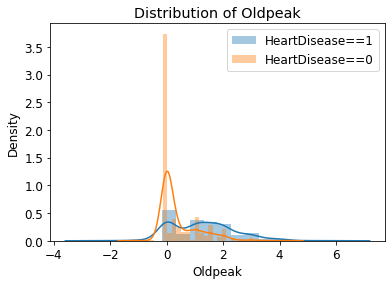 Distribution of Oldpeak
HeartDisease==1
HeartDisease==0
Density
3.5
3.0
2.5
2.0
1.5
1.0
0.5
0.0
−4 −2 0 2 4 6
Oldpeak